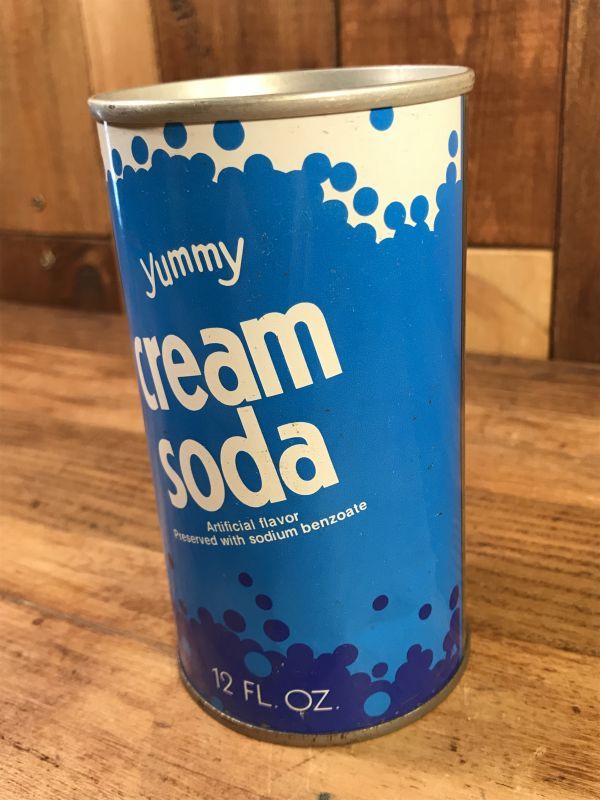 yummy
cream
soda
Artificial flavor
Preserved with sodium benzoate
12 FL. OZ.